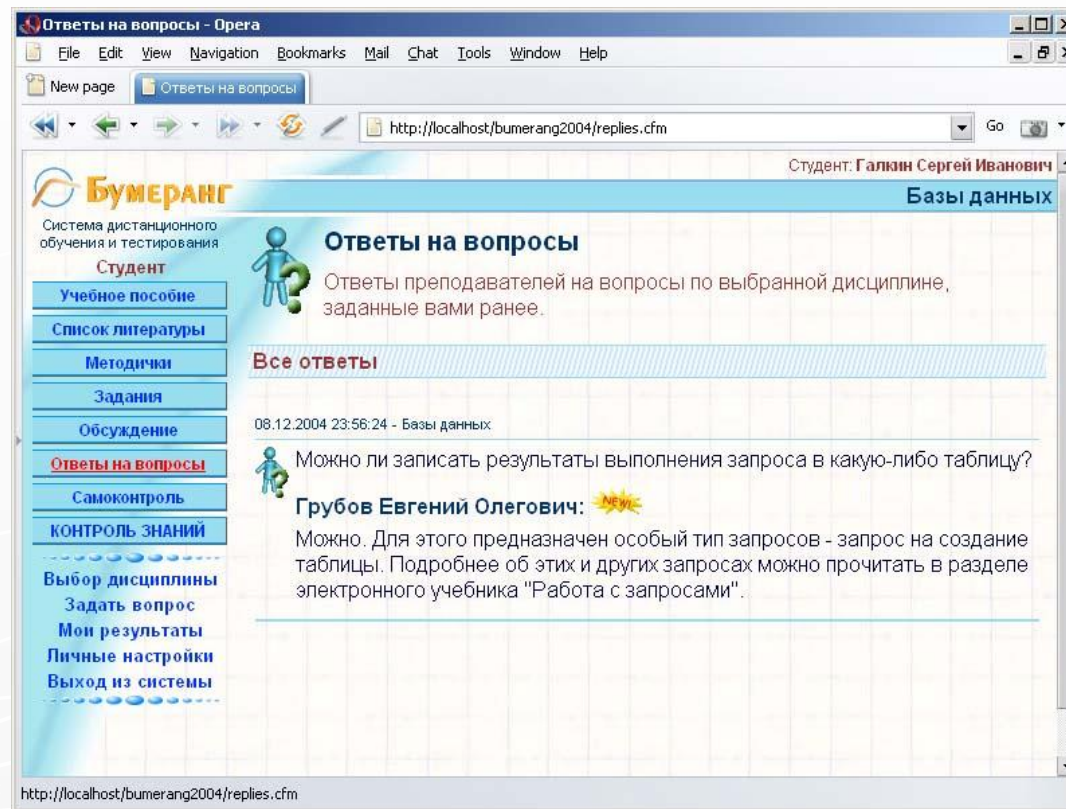 Ответы на вопросы - Opera
File Edit View Navigation Bookmarks Mail Chat Tools Window Help
New page Ответы на вопросы
http://localhost/bumerang2004/replies.cfm Go
Студент: Галкин Сергей Иванович
Бумеранг
Базы данных
Система дистанционного
обучения и тестирования
Студент
Учебное пособие
Список литературы
Методички
Задания
Обсуждение
Ответы на вопросы
Самоконтроль
КОНТРОЛЬ ЗНАНИЙ
Выбор дисциплины
Задать вопрос
Мои результаты
Личные настройки
Выход из системы
Ответы на вопросы
Ответы преподавателей на вопросы по выбранной дисциплине,
заданные вами ранее.
Все ответы
08.12.2004 23:56:24 - Базы данных
Можно ли записать результаты выполнения запроса в какую-либо таблицу?
Грубов Евгений Олегович: NEW!
Можно. Для этого предназначен особый тип запросов - запрос на создание
таблицы. Подробнее об этих и других запросах можно прочитать в разделе
электронного учебника "Работа с запросами".
http://localhost/bumerang2004/replies.cfm